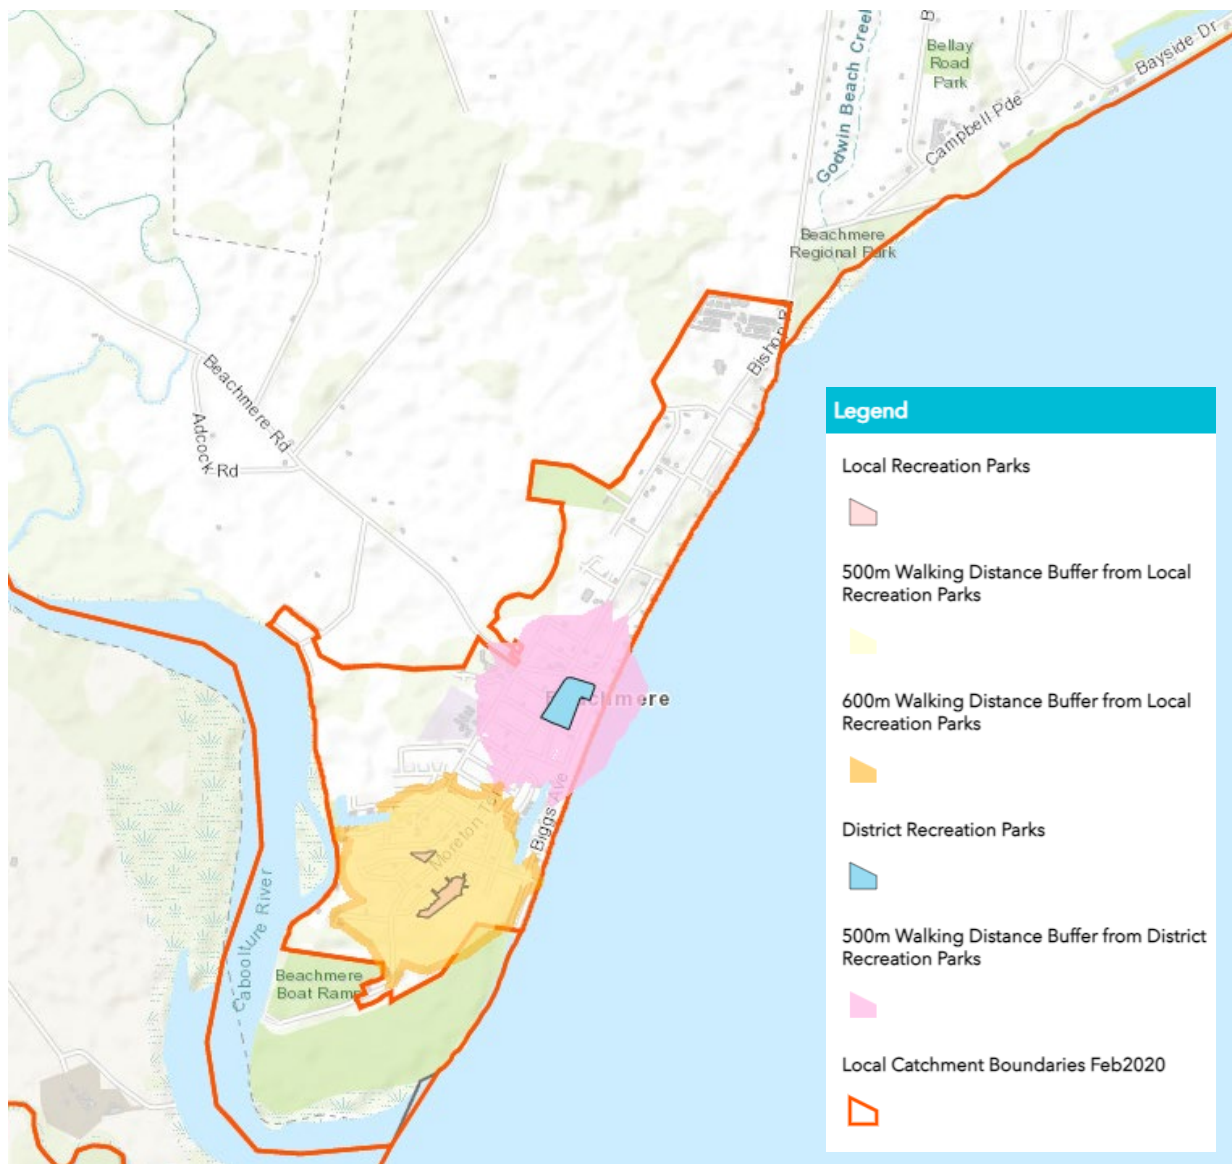 Bellay
Road
Park
Bayside Dr
Godwin Beach Creek
B
Campbell Pde
Beachmere
Regional Park
Bishop R
Beachmere Rd
Adcock Rd
Beachmere
Moreton T
Biggs Ave
Caboolture River
Beachmere
Boat Ramp
Legend
Local Recreation Parks
500m Walking Distance Buffer from Local
Recreation Parks
600m Walking Distance Buffer from Local
Recreation Parks
District Recreation Parks
500m Walking Distance Buffer from District
Recreation Parks
Local Catchment Boundaries Feb2020